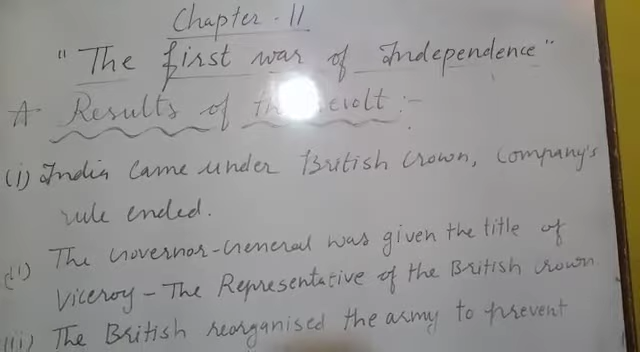 Chapter - 11
" The first war of Independence "
A. Results of the Revolt :-
(i) India Came under British Crown, Company's
rule ended.
(ii) The Governor-General was given the title of
Viceroy - The Representative of the British crown.
(iii) The British reorganised the army to prevent